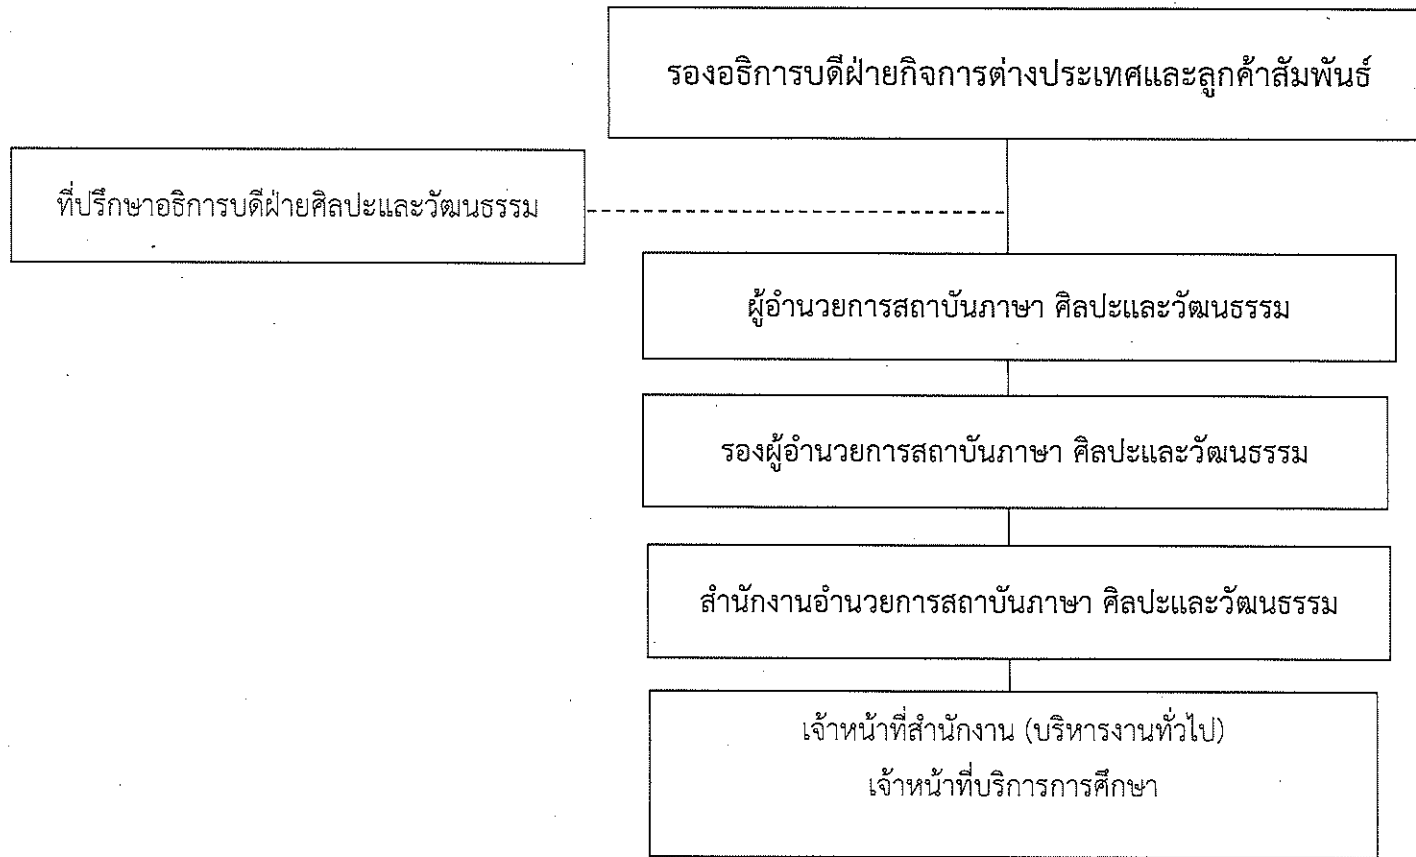 รองอธิการบดีฝ่ายกิจการต่างประเทศและลูกค้าสัมพันธ์
ที่ปรึกษาอธิการบดีฝ่ายศิลปะและวัฒนธรรม
ผู้อำนวยการสถาบันภาษา ศิลปะและวัฒนธรรม
รองผู้อำนวยการสถาบันภาษา ศิลปะและวัฒนธรรม
สำนักงานอำนวยการสถาบันภาษา ศิลปะและวัฒนธรรม
เจ้าหน้าที่สำนักงาน (บริหารงานทั่วไป)
เจ้าหน้าที่บริการการศึกษา